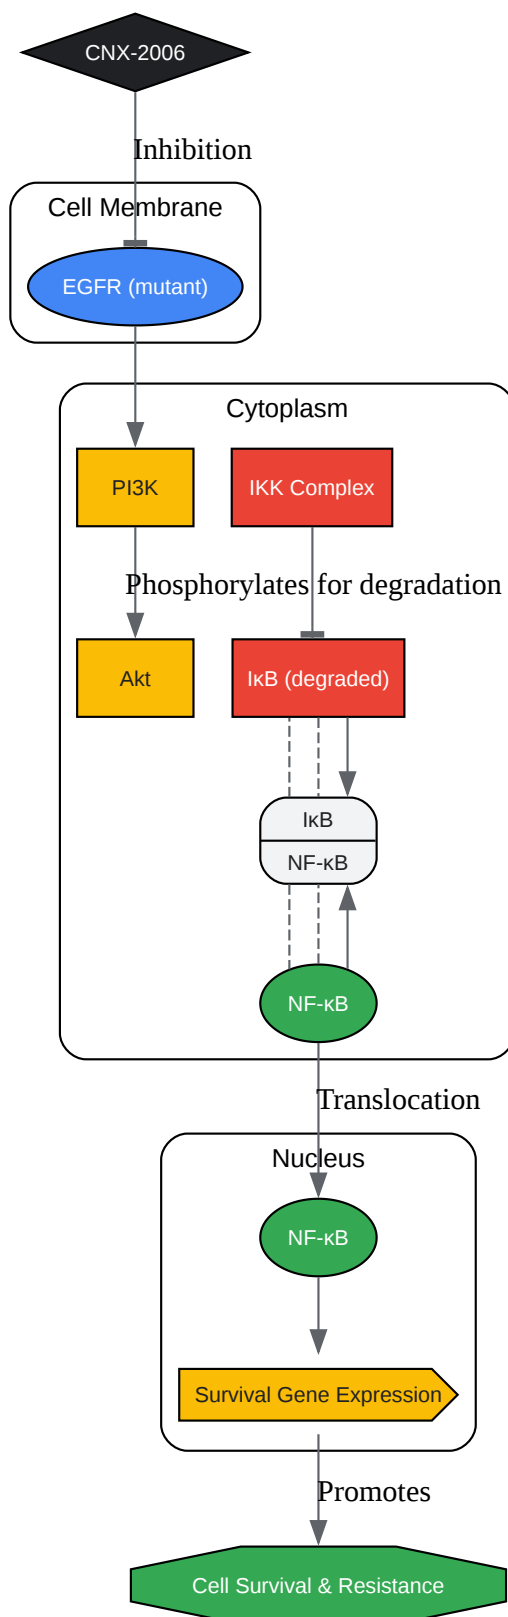 CNX-2006
Inhibition
Cell Membrane
EGFR (mutant)
Cytoplasm
PI3K
IKK Complex
Phosphorylates for degradation
Akt
IκB (degraded)
IκB
NF-κB
NF-κB
Translocation
Nucleus
NF-κB
Survival Gene Expression
Promotes
Cell Survival & Resistance